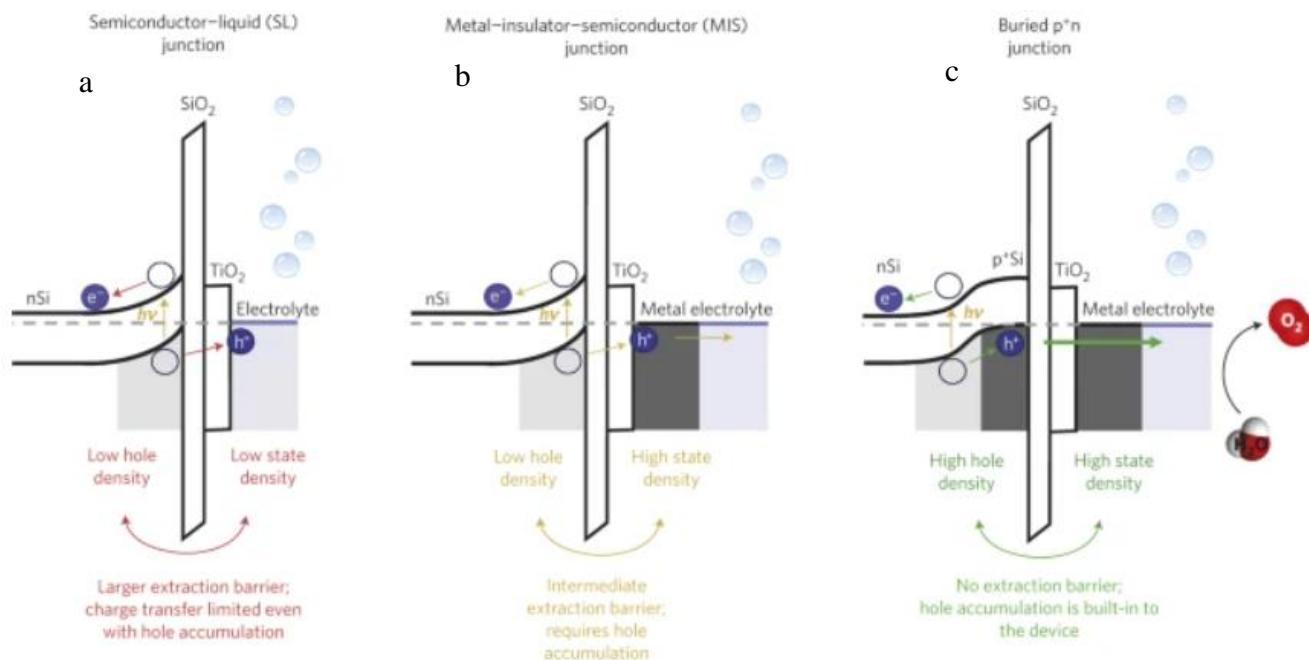 Semiconductor–liquid (SL)
junction
a
SiO₂
TiO₂
nSi
e⁻
hν
Electrolyte
h⁺
Low hole
density
Low state
density
Larger extraction barrier;
charge transfer limited even
with hole accumulation
Metal–insulator–semiconductor (MIS)
junction
b
SiO₂
TiO₂
nSi
e⁻
hν
Metal electrolyte
h⁺
Low hole
density
High state
density
Intermediate
extraction barrier;
requires hole
accumulation
Buried p⁺n
junction
c
SiO₂
p⁺Si
nSi
TiO₂
e⁻
hν
Metal electrolyte
h⁺
O₂
H₂O
High hole
density
High state
density
No extraction barrier;
hole accumulation is built-in to
the device